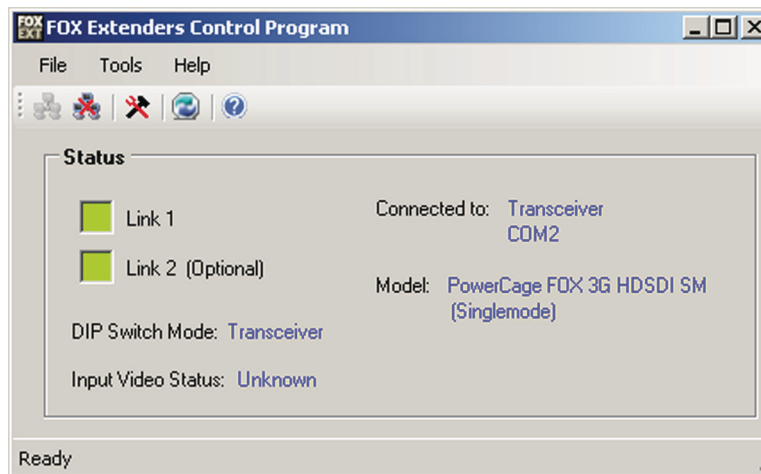 FOX
EXT
FOX Extenders Control Program
File Tools Help
Status
Link 1
Link 2 (Optional)
DIP Switch Mode: Transceiver
Input Video Status: Unknown
Connected to: Transceiver
COM2
Model: PowerCage FOX 3G HDSDI SM
(Singlemode)
Ready